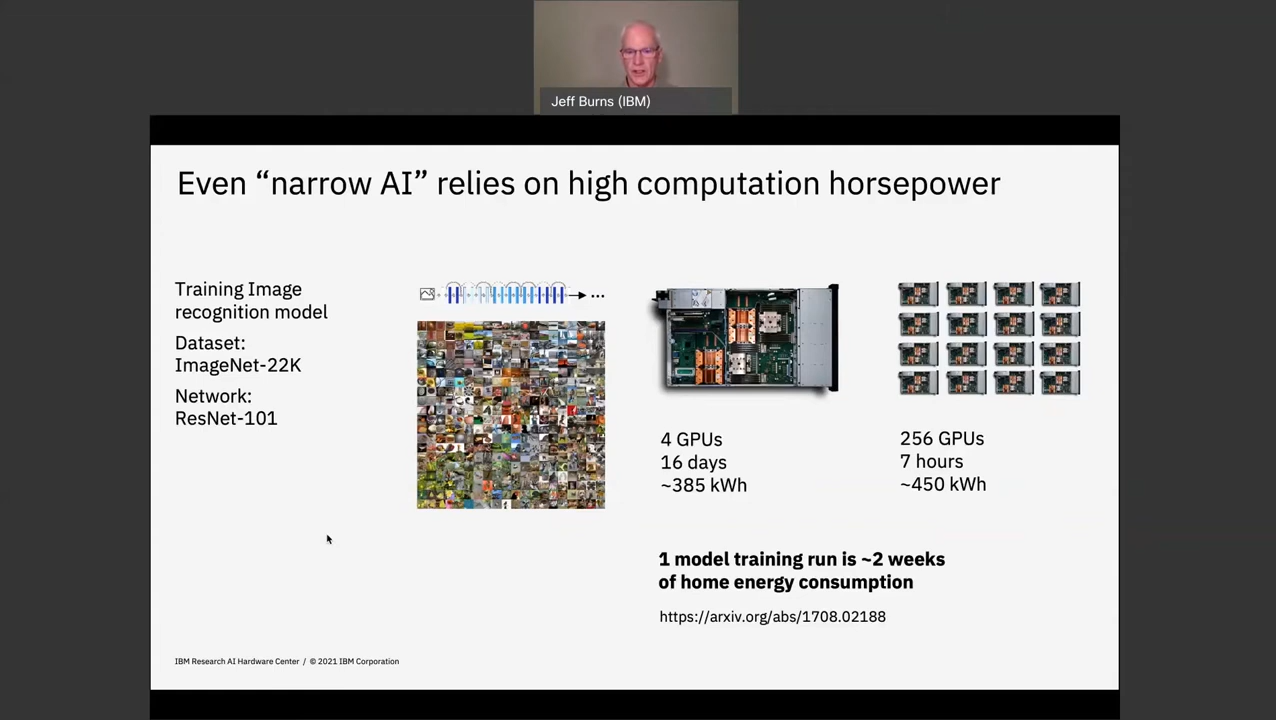 Jeff Burns (IBM)
Even “narrow AI” relies on high computation horsepower
Training Image
recognition model
Dataset:
ImageNet-22K
Network:
ResNet-101
...
4 GPUs
16 days
~385 kWh
256 GPUs
7 hours
~450 kWh
1 model training run is ~2 weeks
of home energy consumption
https://arxiv.org/abs/1708.02188
IBM Research AI Hardware Center / © 2021 IBM Corporation